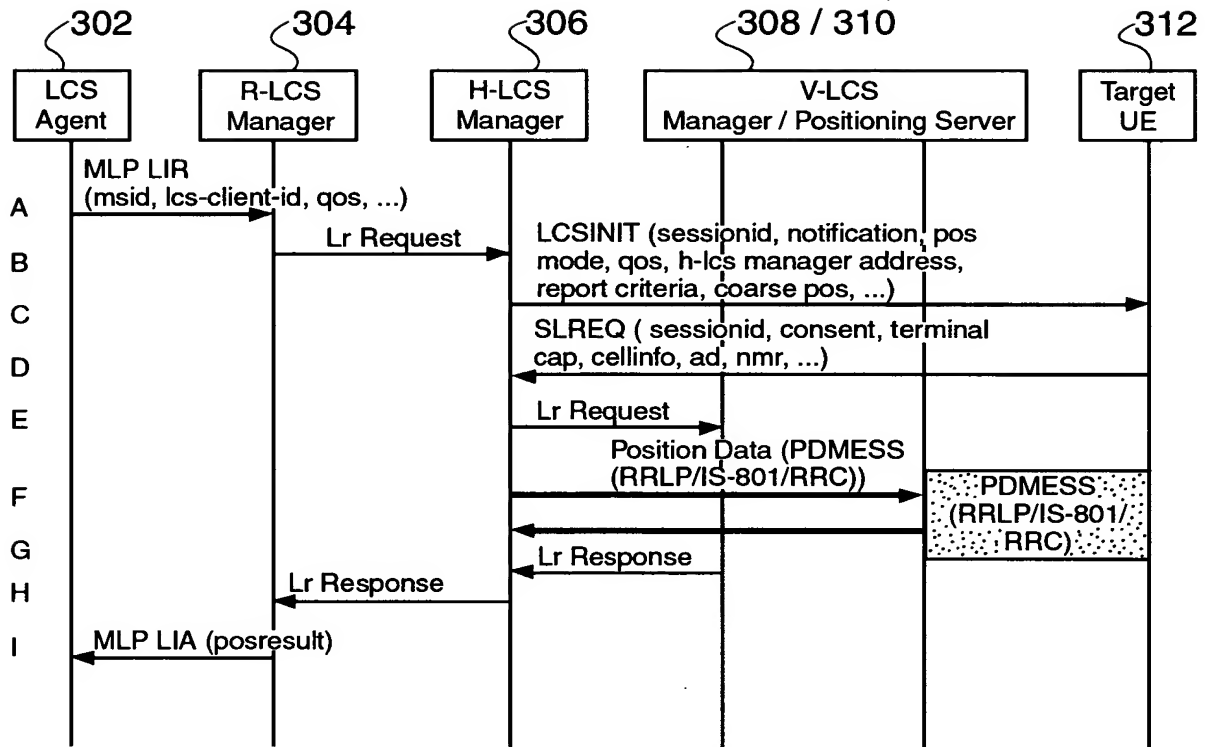 302
304
306
308 / 310
312
LCS
Agent
R-LCS
Manager
H-LCS
Manager
V-LCS
Manager / Positioning Server
Target
UE
MLP LIR
(msid, lcs-client-id, qos, ...)
A
Lr Request
B
LCSINIT (sessionid, notification, pos
mode, qos, h-lcs manager address,
report criteria, coarse pos, ...)
C
SLREQ ( sessionid, consent, terminal
cap, cellinfo, ad, nmr, ...)
D
E
Lr Request
Position Data (PDMESS
(RRLP/IS-801/RRC))
F
PDMESS
(RRLP/IS-801/
RRC)
G
Lr Response
H
Lr Response
I
MLP LIA (posresult)